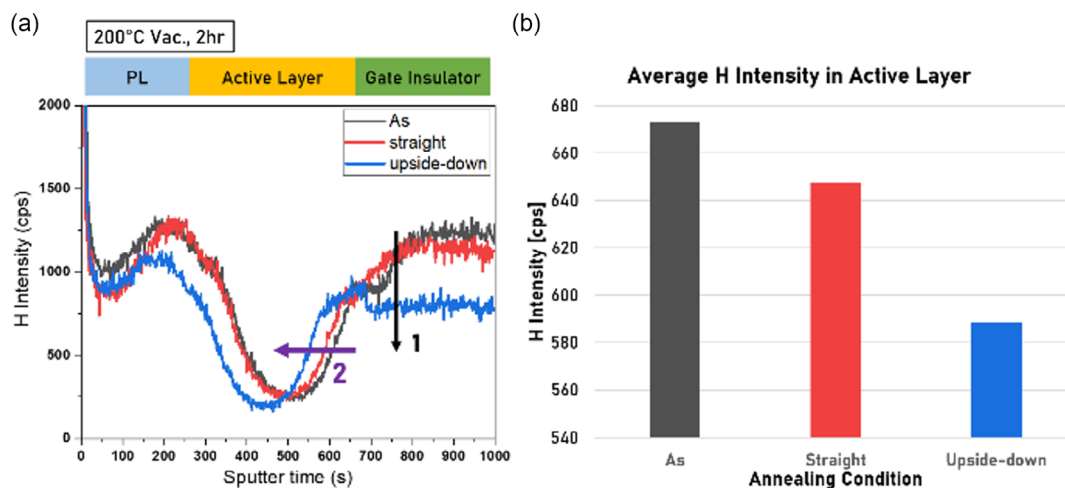 (a)
200°C Vac., 2hr
PL Active Layer Gate Insulator
As
straight
upside-down
H Intensity (cps)
2000
1500
1000
500
0
0 100 200 300 400 500 600 700 800 900 1000
Sputter time (s)
1
2
(b)
Average H Intensity in Active Layer
H Intensity [cps]
680
660
640
620
600
580
560
540
As Straight Upside-down
Annealing Condition